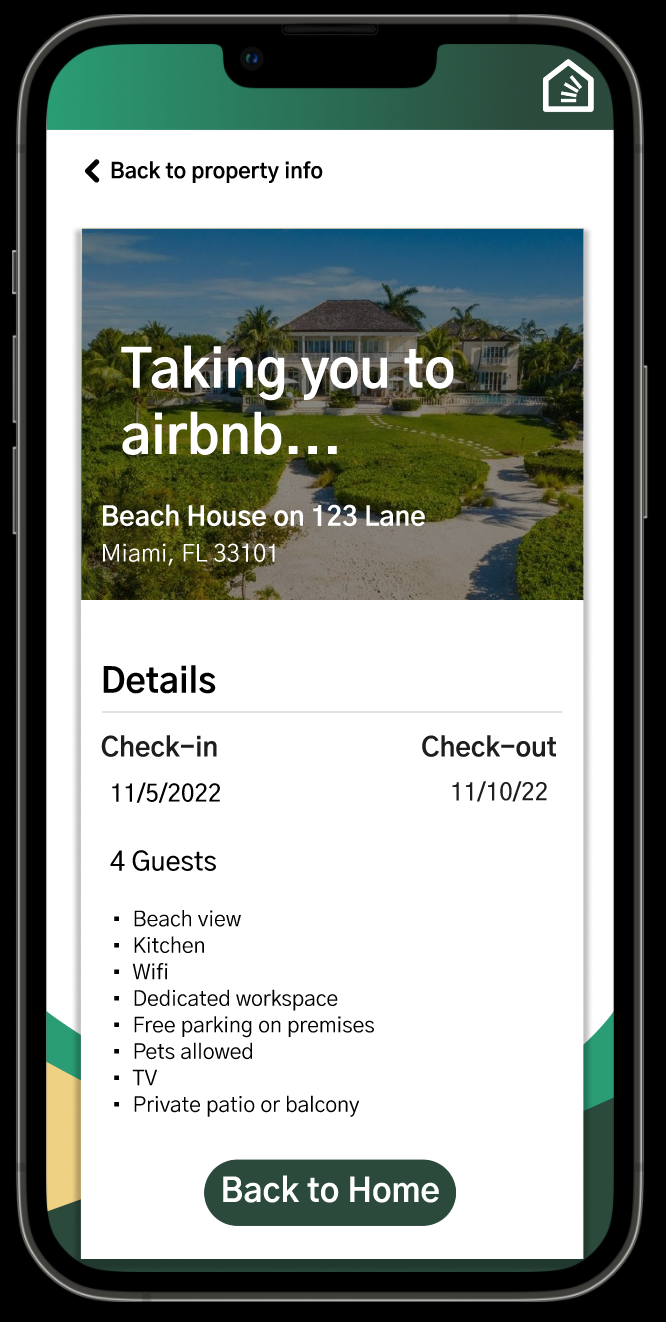 Back to property info
Taking you to
airbnb...
Beach House on 123 Lane
Miami, FL 33101
Details
Check-in
Check-out
11/5/2022
11/10/22
4 Guests
▪ Beach view
▪ Kitchen
▪ Wifi
▪ Dedicated workspace
▪ Free parking on premises
▪ Pets allowed
▪ TV
▪ Private patio or balcony
Back to Home